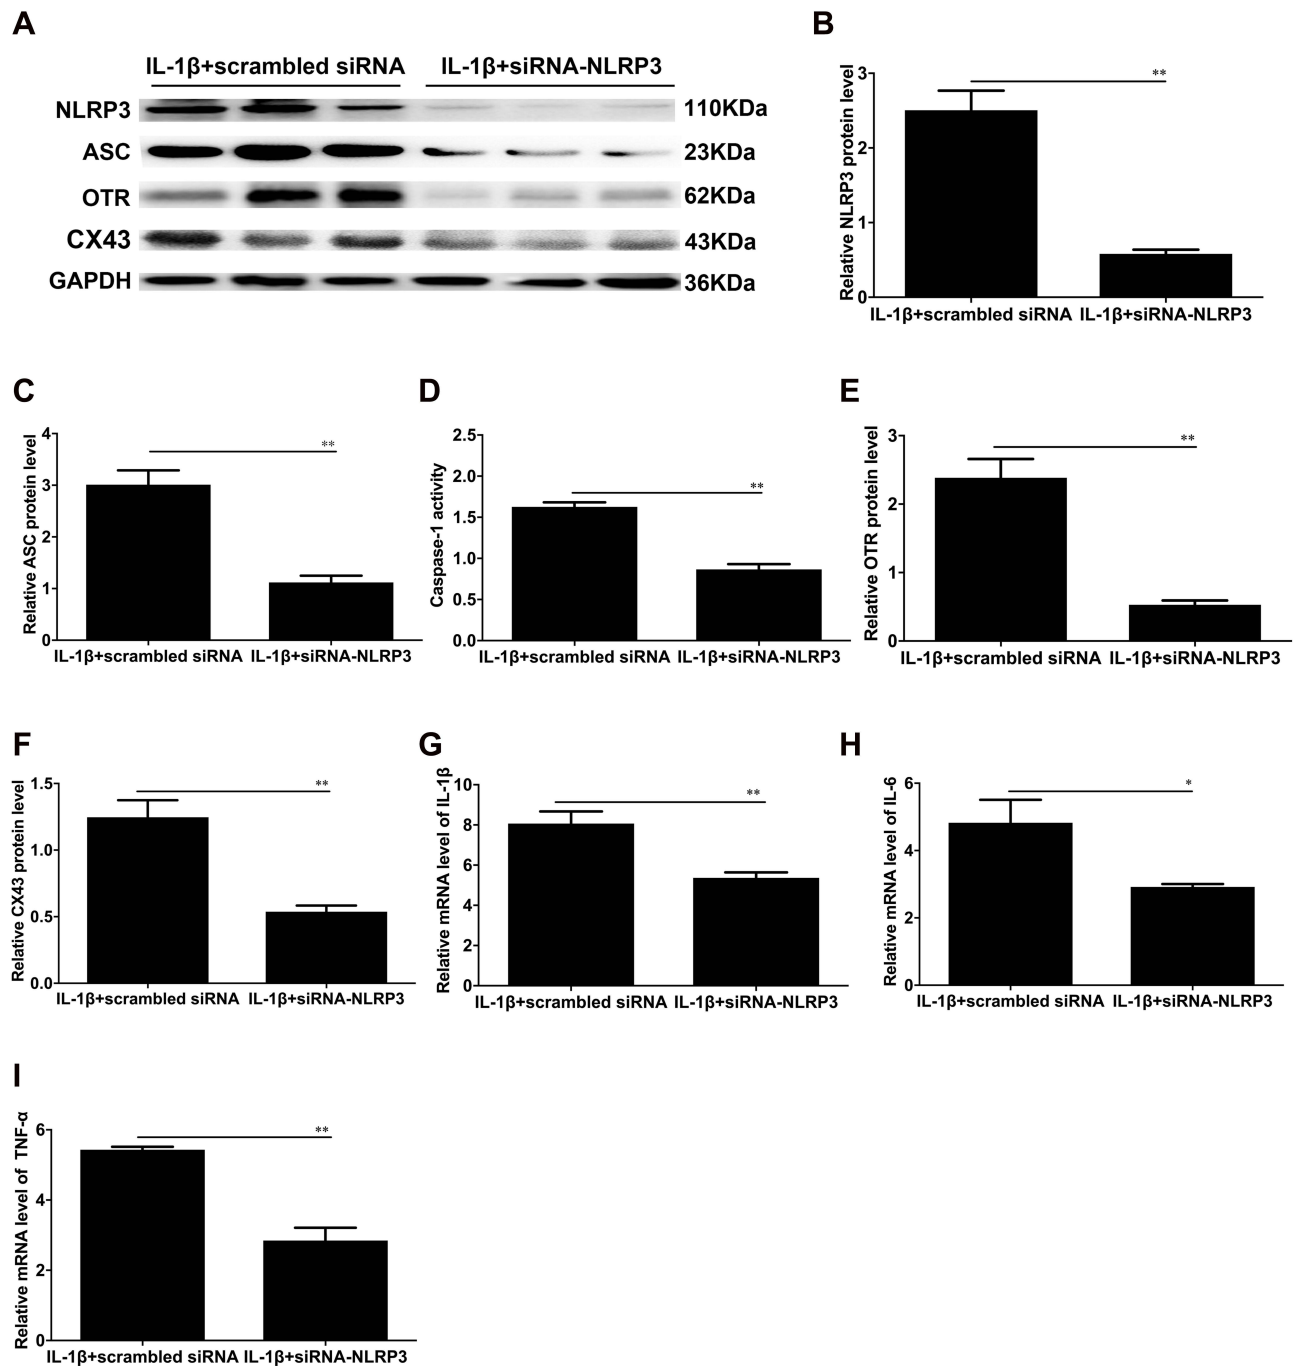 A
IL-1β+scrambled siRNA IL-1β+siRNA-NLRP3
NLRP3 110KDa
ASC 23KDa
OTR 62KDa
CX43 43KDa
GAPDH 36KDa
B
Relative NLRP3 protein level
3
2
1
0
**
IL-1β+scrambled siRNA IL-1β+siRNA-NLRP3
C
Relative ASC protein level
4
3
2
1
0
**
IL-1β+scrambled siRNA IL-1β+siRNA-NLRP3
D
Caspase-1 activity
2.5
2.0
1.5
1.0
0.5
0.0
**
IL-1β+scrambled siRNA IL-1β+siRNA-NLRP3
E
Relative OTR protein level
3
2
1
0
**
IL-1β+scrambled siRNA IL-1β+siRNA-NLRP3
F
Relative CX43 protein level
1.5
1.0
0.5
0.0
**
IL-1β+scrambled siRNA IL-1β+siRNA-NLRP3
G
Relative mRNA level of IL-1β
10
8
6
4
2
0
**
IL-1β+scrambled siRNA IL-1β+siRNA-NLRP3
H
Relative mRNA level of IL-6
6
4
2
0
*
IL-1β+scrambled siRNA IL-1β+siRNA-NLRP3
I
Relative mRNA level of TNF-α
6
4
2
0
**
IL-1β+scrambled siRNA IL-1β+siRNA-NLRP3